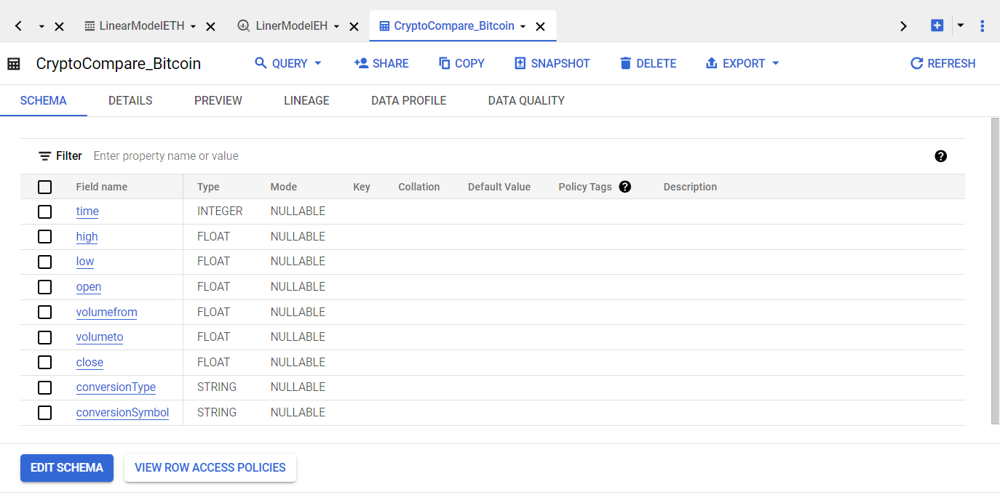 LinearModelETH LinerModelEH CryptoCompare_Bitcoin
CryptoCompare_Bitcoin QUERY SHARE COPY SNAPSHOT DELETE EXPORT REFRESH
SCHEMA DETAILS PREVIEW LINEAGE DATA PROFILE DATA QUALITY
Filter Enter property name or value
Field name Type Mode Key Collation Default Value Policy Tags Description
time INTEGER NULLABLE
high FLOAT NULLABLE
low FLOAT NULLABLE
open FLOAT NULLABLE
volumefrom FLOAT NULLABLE
volumeto FLOAT NULLABLE
close FLOAT NULLABLE
conversionType STRING NULLABLE
conversionSymbol STRING NULLABLE
EDIT SCHEMA VIEW ROW ACCESS POLICIES